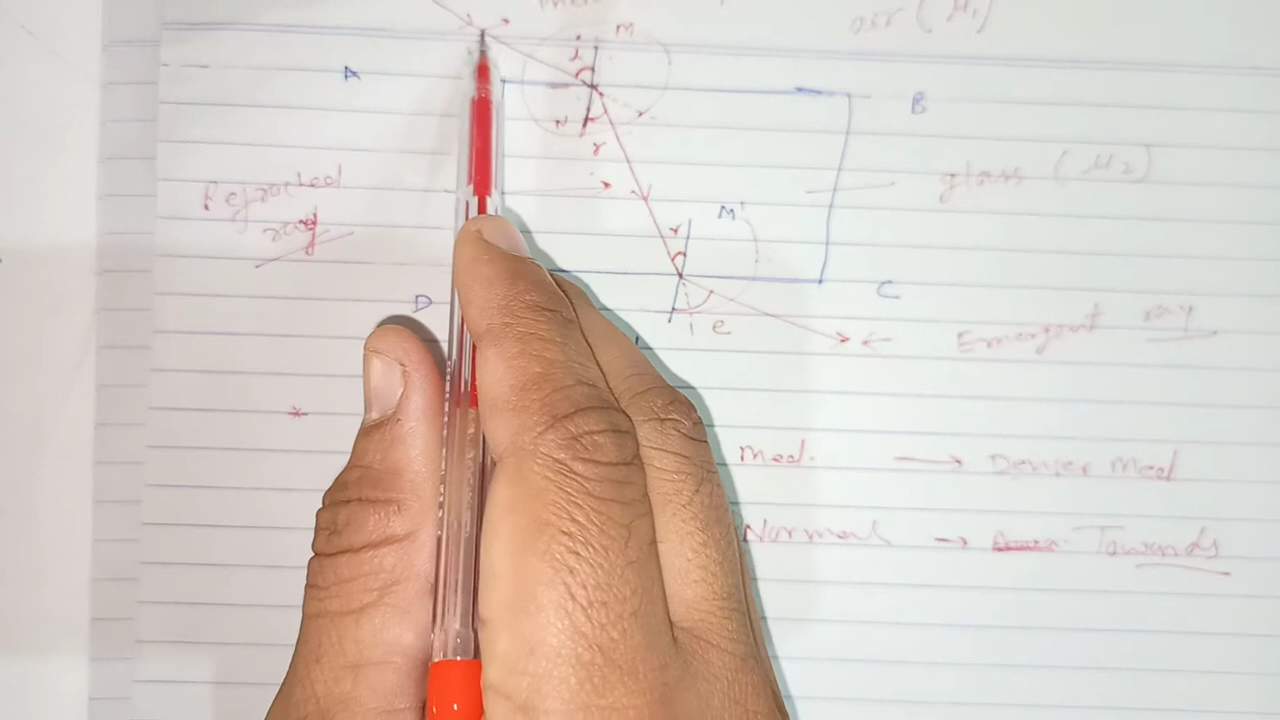 air (μ1)
i M
A
B
N
r
glass (μ2)
Refracted
ray
r M'
D
C
e
Emergent ray
*
Med. → Denser Med
Normal → Towards